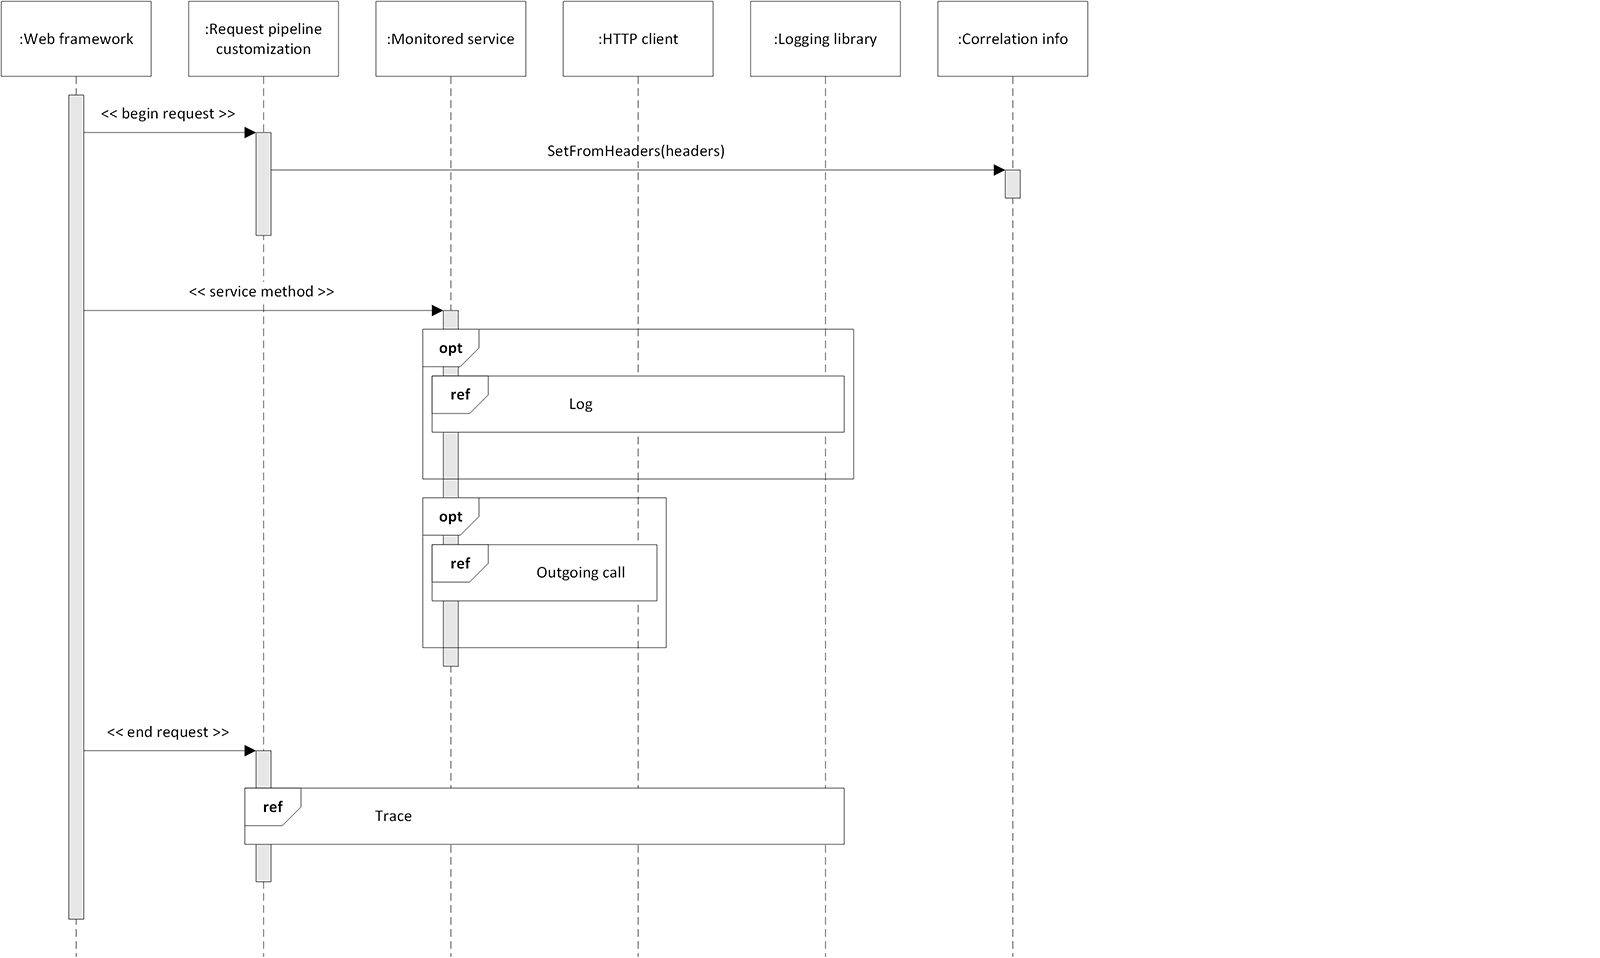 :Web framework
:Request pipeline
customization
:Monitored service
:HTTP client
:Logging library
:Correlation info
<< begin request >>
SetFromHeaders(headers)
<< service method >>
opt
ref
Log
opt
ref
Outgoing call
<< end request >>
ref
Trace